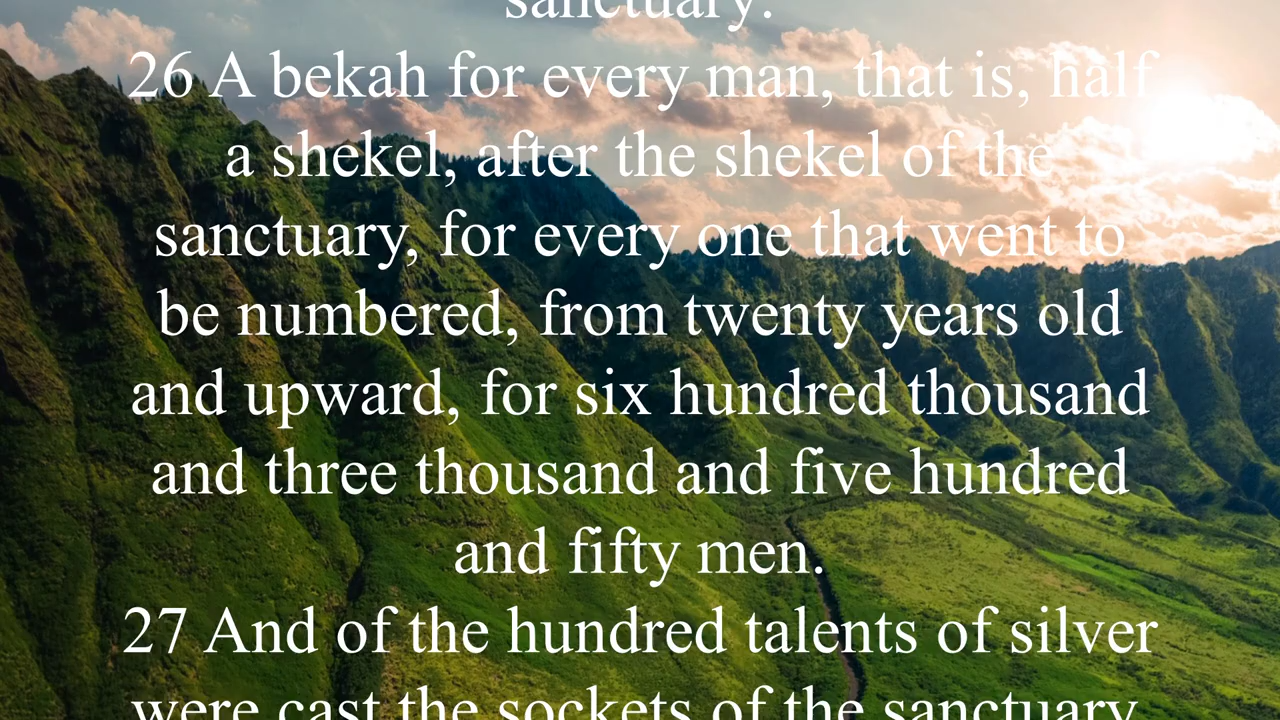 sanctuary:
26 A bekah for every man, that is, half
a shekel, after the shekel of the
sanctuary, for every one that went to
be numbered, from twenty years old
and upward, for six hundred thousand
and three thousand and five hundred
and fifty men.
27 And of the hundred talents of silver
were cast the sockets of the sanctuary,